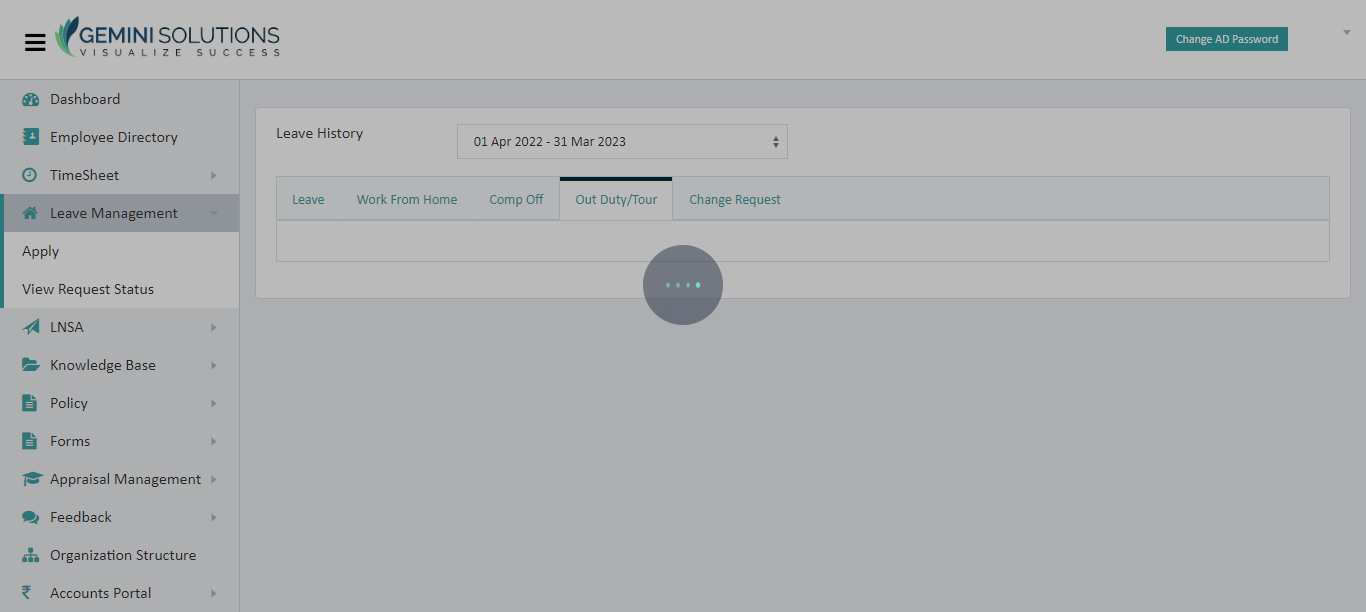 GEMINI SOLUTIONS
VISUALIZE SUCCESS
Change AD Password
Dashboard
Employee Directory
TimeSheet
Leave Management
Apply
View Request Status
LNSA
Knowledge Base
Policy
Forms
Appraisal Management
Feedback
Organization Structure
₹ Accounts Portal
Leave History
01 Apr 2022 - 31 Mar 2023
Leave Work From Home Comp Off Out Duty/Tour Change Request